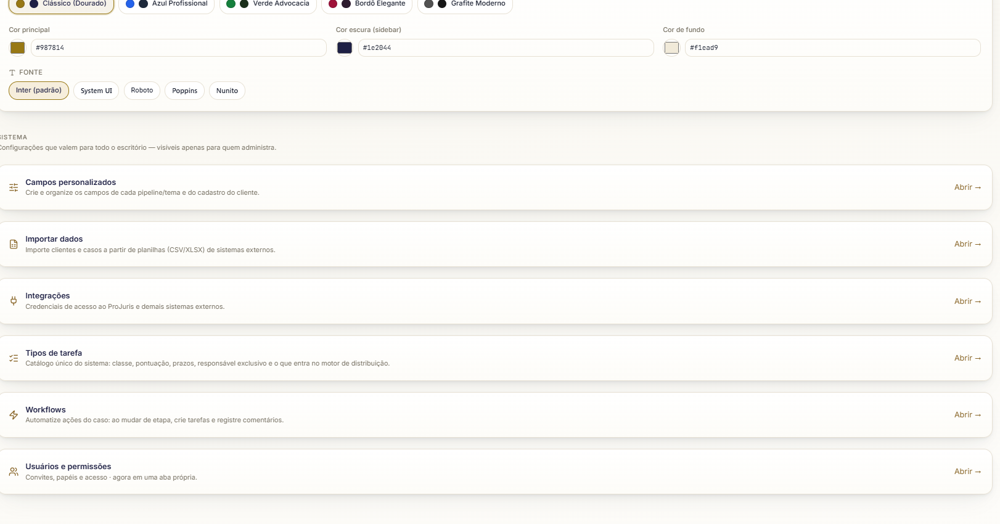 Clássico (Dourado) Azul Profissional Verde Advocacia Bordô Elegante Grafite Moderno
Cor principal Cor escura (sidebar) Cor de fundo
#987814 #1e2044 #f1ead9
FONTE
Inter (padrão) System UI Roboto Poppins Nunito
SISTEMA
Configurações que valem para todo o escritório — visíveis apenas para quem administra.
Campos personalizados
Crie e organize os campos de cada pipeline/tema e do cadastro do cliente.
Abrir →
Importar dados
Importe clientes e casos a partir de planilhas (CSV/XLSX) de sistemas externos.
Abrir →
Integrações
Credenciais de acesso ao ProJuris e demais sistemas externos.
Abrir →
Tipos de tarefa
Catálogo único do sistema: classe, pontuação, prazos, responsável exclusivo e o que entra no motor de distribuição.
Abrir →
Workflows
Automatize ações do caso: ao mudar de etapa, crie tarefas e registre comentários.
Abrir →
Usuários e permissões
Convites, papéis e acesso · agora em uma aba própria.
Abrir →